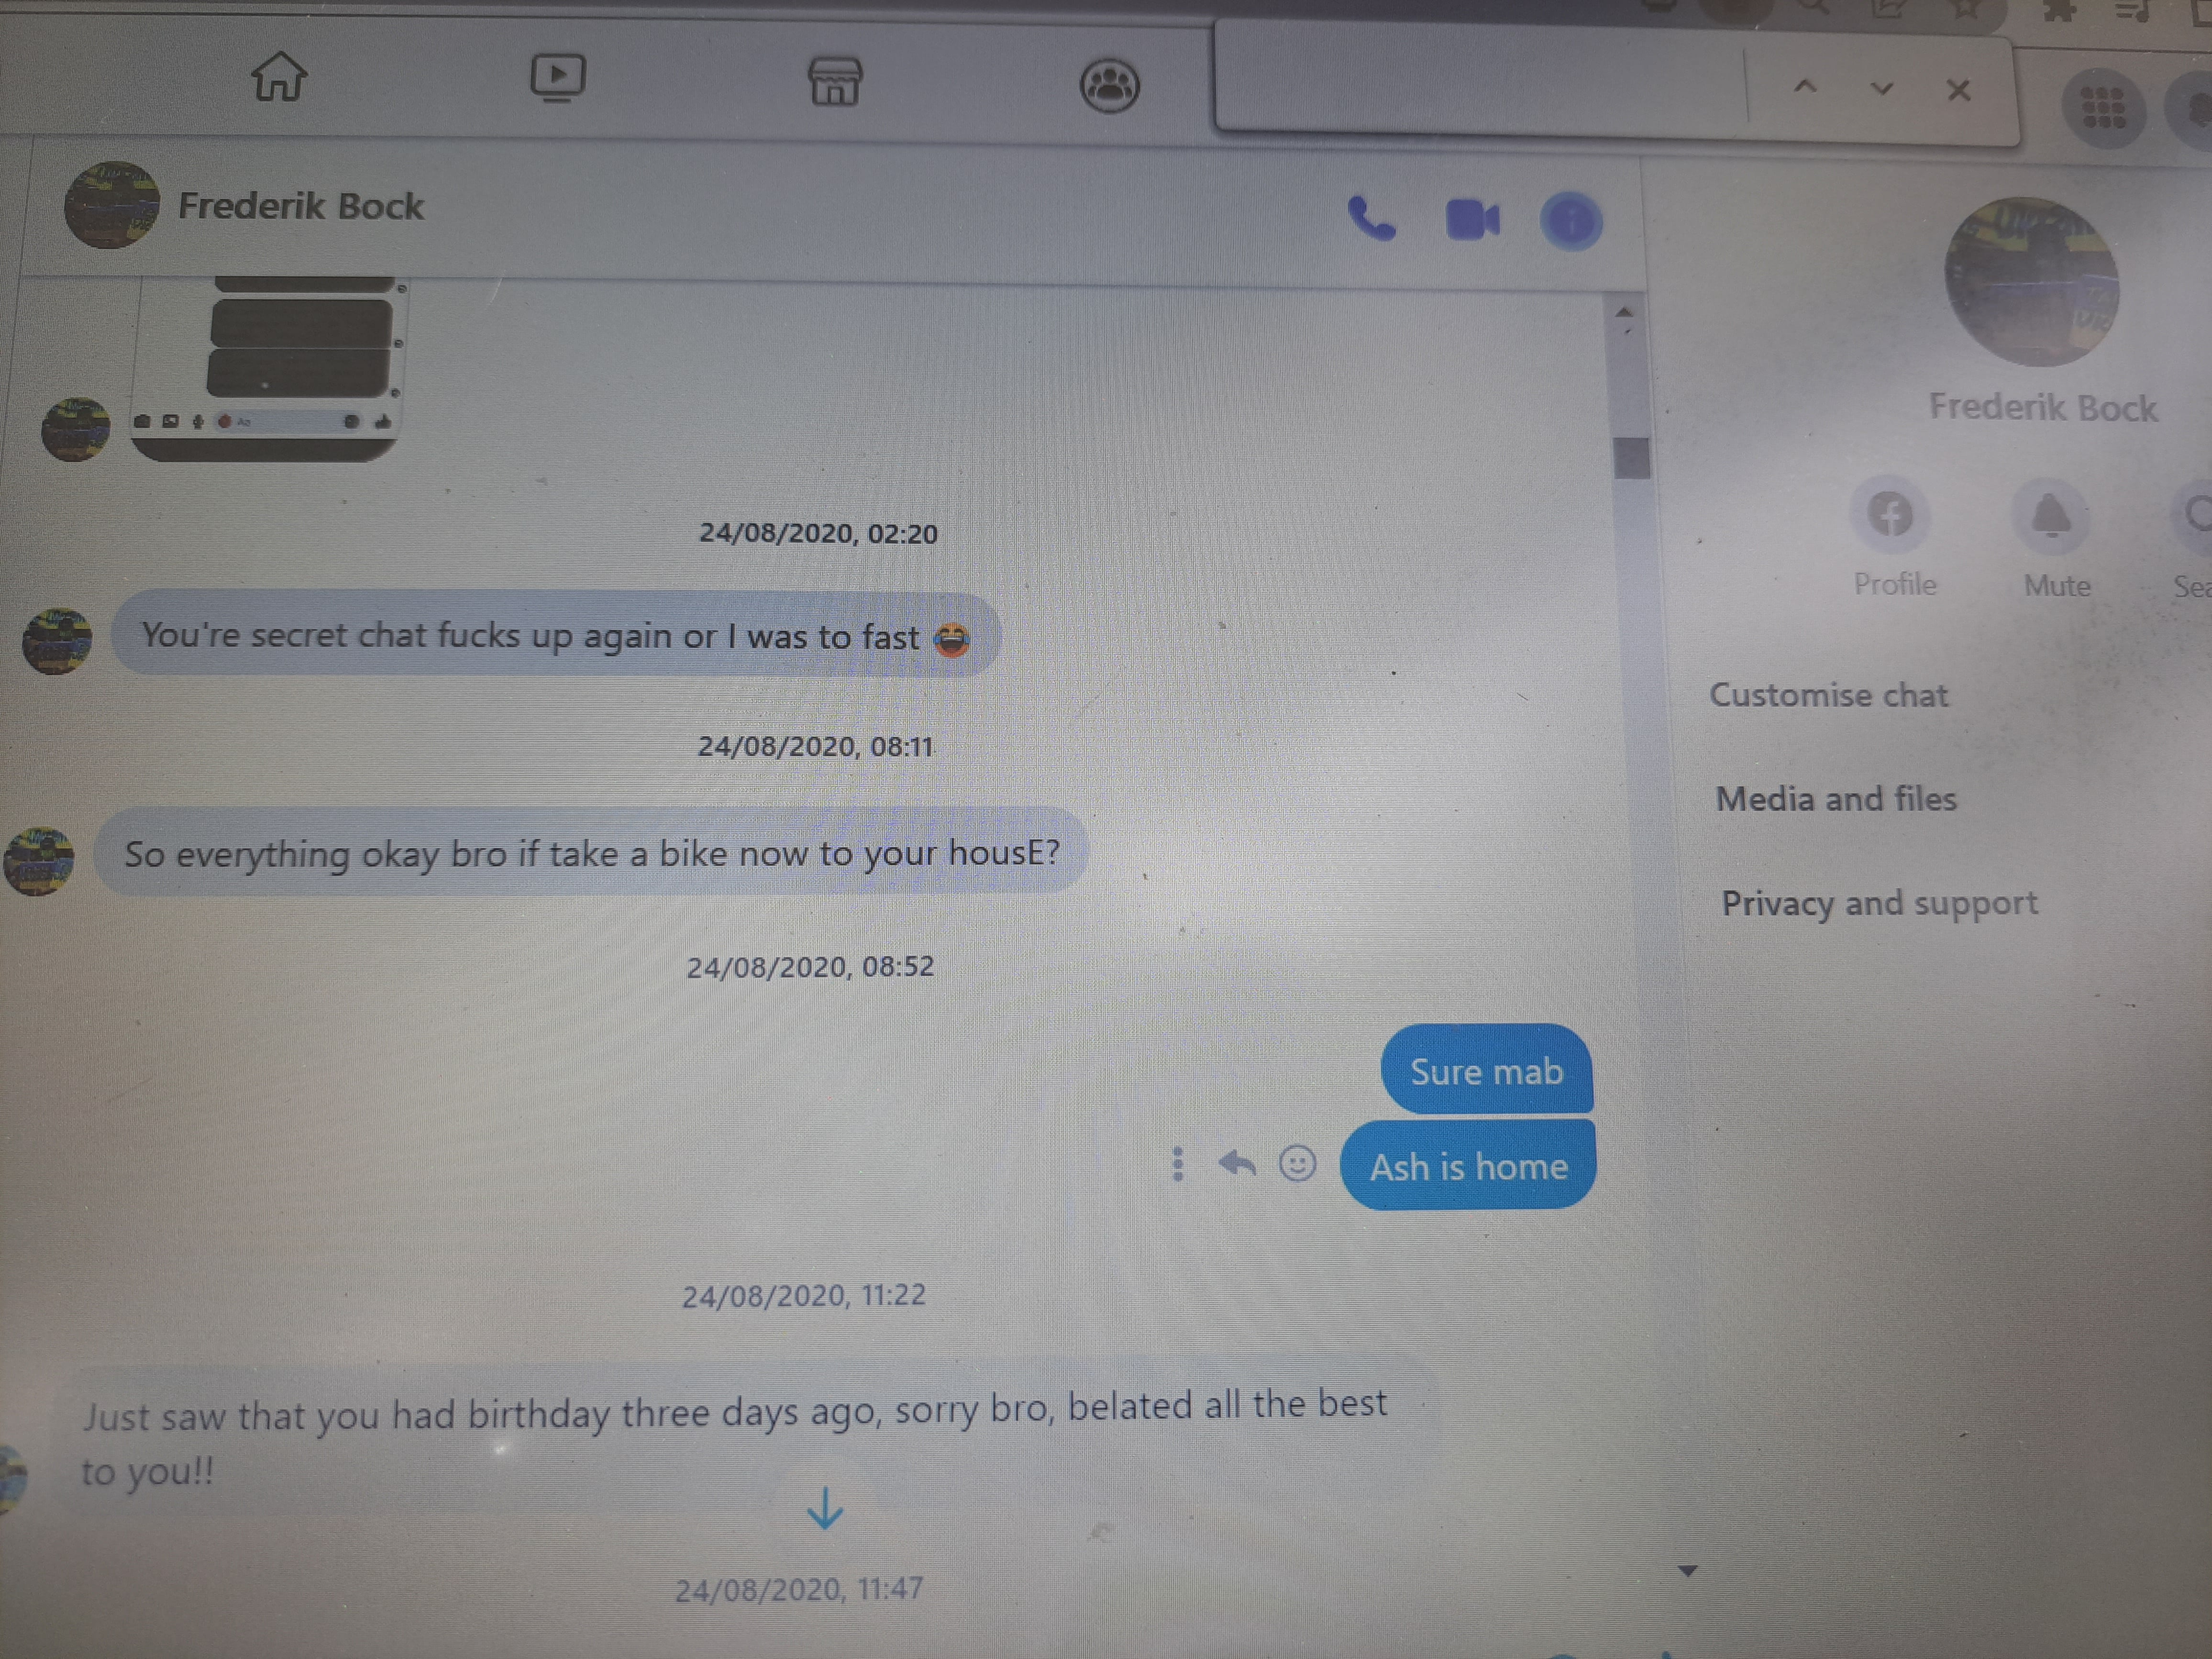 Frederik Bock
Frederik Bock
Aa
24/08/2020, 02:20
Profile
Mute
You're secret chat fucks up again or I was to fast 😂
Customise chat
24/08/2020, 08:11
Media and files
So everything okay bro if take a bike now to your housE?
Privacy and support
24/08/2020, 08:52
Sure mab
Ash is home
24/08/2020, 11:22
Just saw that you had birthday three days ago, sorry bro, belated all the best
to you!!
24/08/2020, 11:47